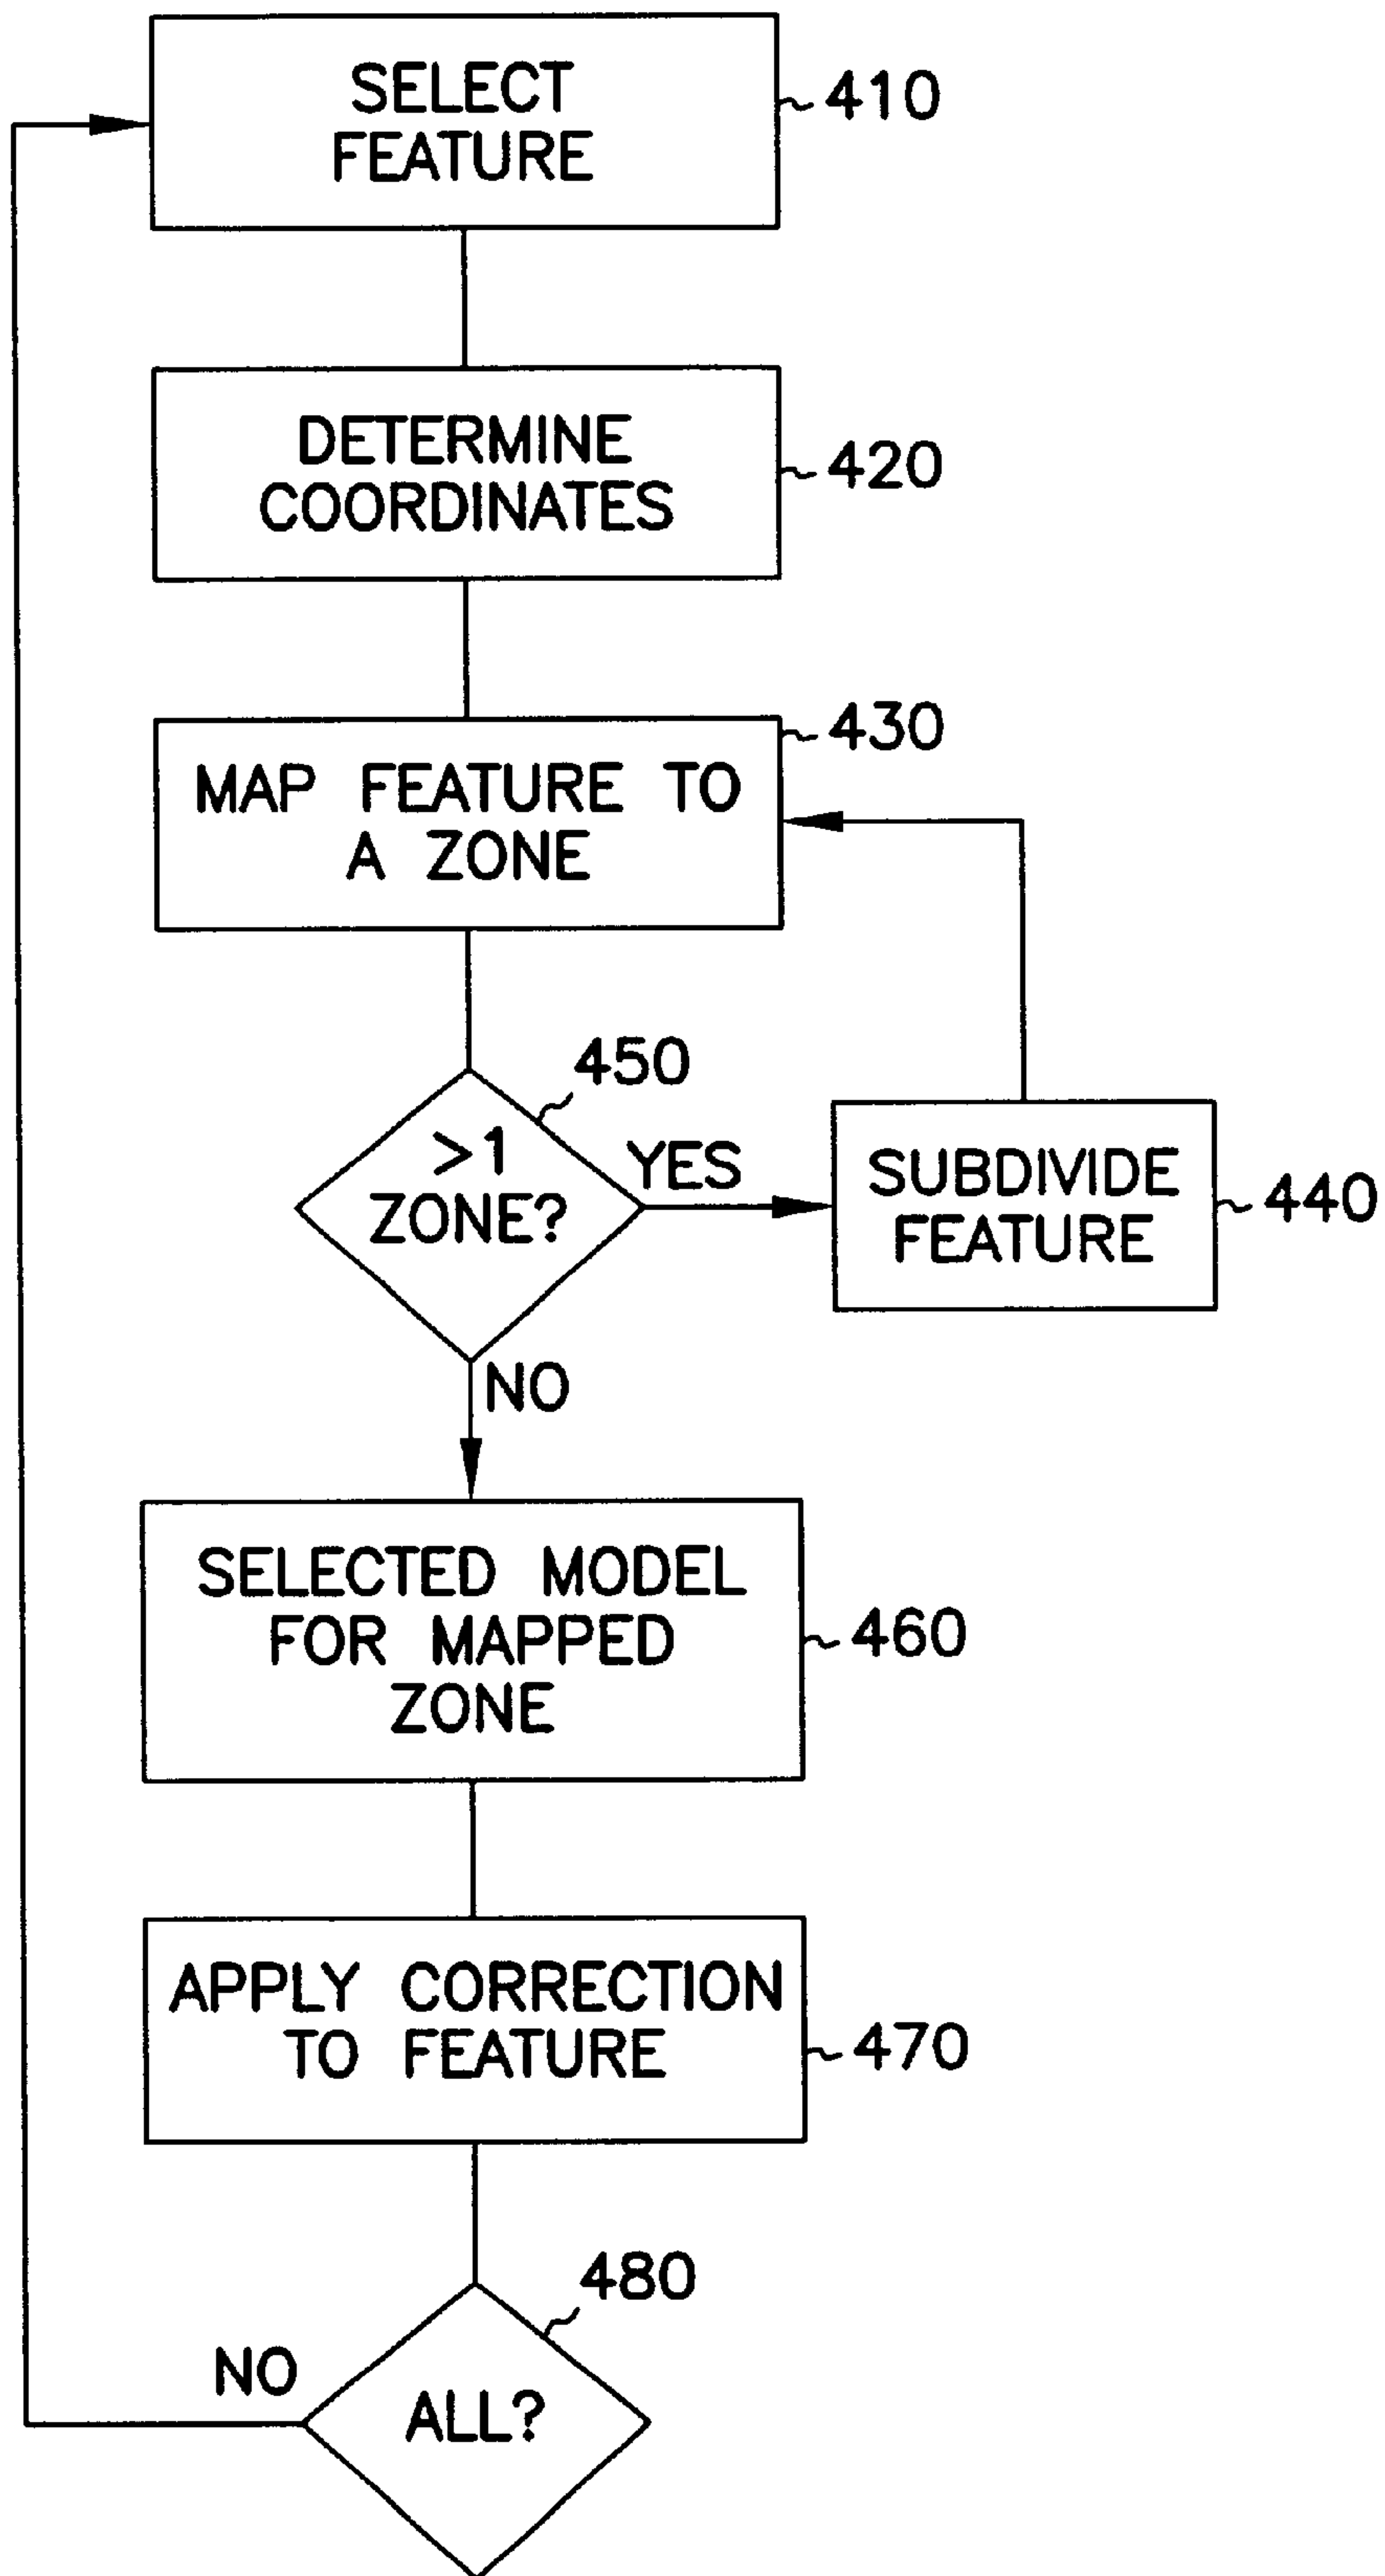 SELECT
FEATURE
410
DETERMINE
COORDINATES
420
430
MAP FEATURE TO
A ZONE
450
>1
ZONE?
YES
SUBDIVIDE
FEATURE
440
NO
SELECTED MODEL
FOR MAPPED
ZONE
460
APPLY CORRECTION
TO FEATURE
470
480
NO
ALL?